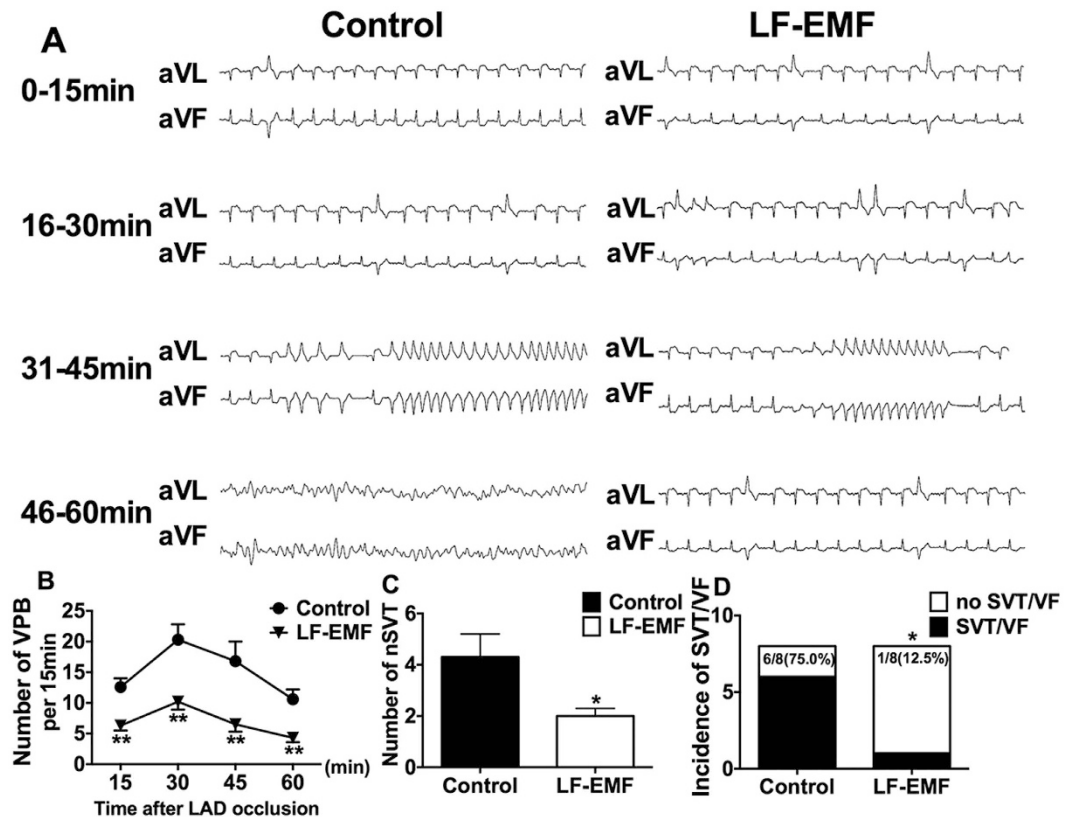 A
Control
LF-EMF
0-15min
aVL
aVF
aVL
aVF
16-30min
aVL
aVF
aVL
aVF
31-45min
aVL
aVF
aVL
aVF
46-60min
aVL
aVF
aVL
aVF
B
Number of VPB
per 15min
25
20
15
10
5
0
Control
LF-EMF
**
**
**
**
15
30
45
60
(min)
Time after LAD occlusion
C
Number of nSVT
6
4
2
0
Control
LF-EMF
*
Control
LF-EMF
D
Incidence of SVT/VF
10
5
0
no SVT/VF
SVT/VF
*
6/8(75.0%)
1/8(12.5%)
Control
LF-EMF